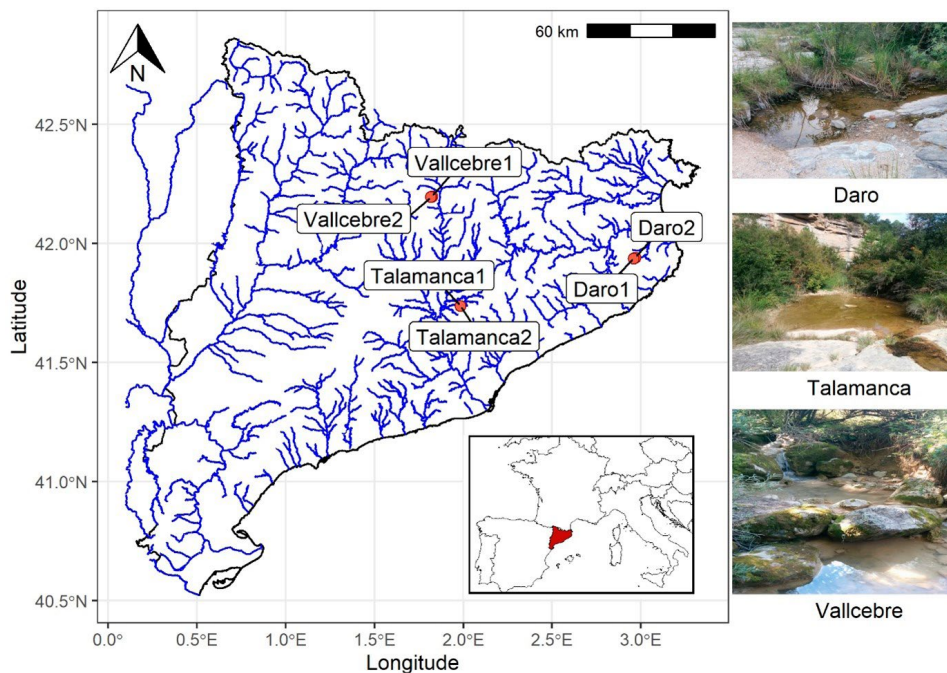 60 km
N
Vallcebre1
Vallcebre2
Daro2
Talamanca1
Daro1
Talamanca2
42.5°N
42.0°N
41.5°N
41.0°N
40.5°N
Latitude
0.0°
0.5°E
1.0°E
1.5°E
2.0°E
2.5°E
3.0°E
Longitude
Daro
Talamanca
Vallcebre